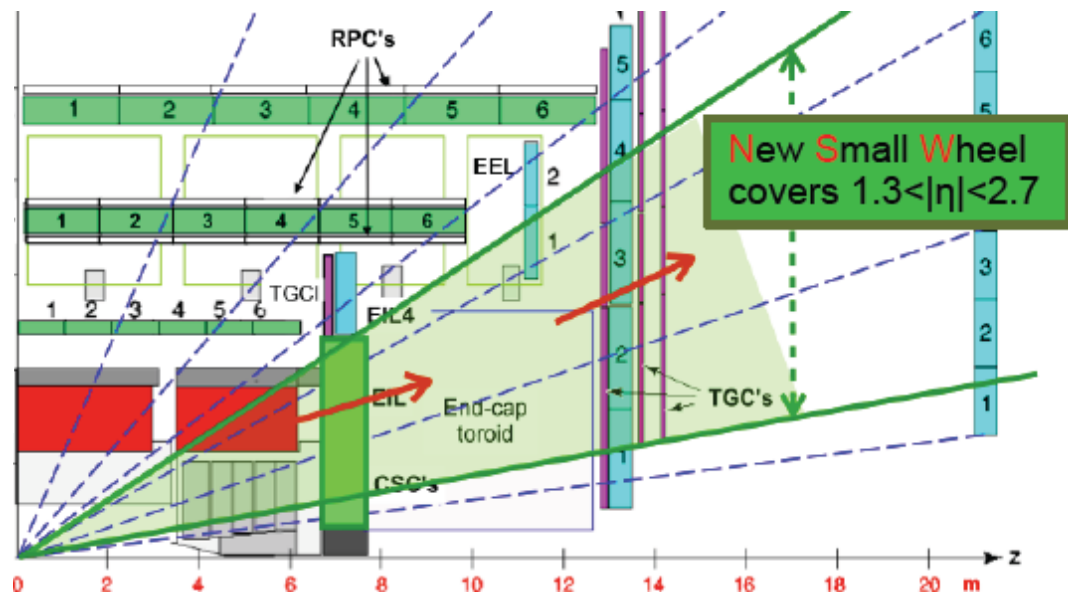 RPC's
6
5
1 2 3 4 5 6
New Small Wheel
covers 1.3<|η|<2.7
5
4
EEL 2
1 2 3 4 5 6
1
3
3
TGCI
1 2 3 4 5 6
EIL4
2
2
EIL
End-cap
toroid
TGC's
1
1
CSC's
z
0 2 4 6 8 10 12 14 16 18 20 m